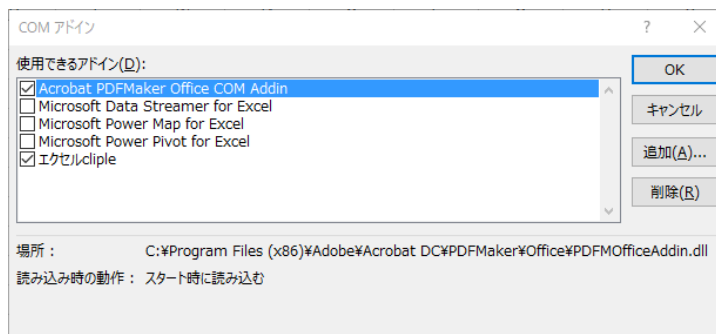 COM アドイン
使用できるアドイン(D):
Acrobat PDFMaker Office COM Addin
Microsoft Data Streamer for Excel
Microsoft Power Map for Excel
Microsoft Power Pivot for Excel
エクセルcliple
OK
キャンセル
追加(A)...
削除(R)
場所： C:¥Program Files (x86)¥Adobe¥Acrobat DC¥PDFMaker¥Office¥PDFMOfficeAddin.dll
読み込み時の動作： スタート時に読み込む